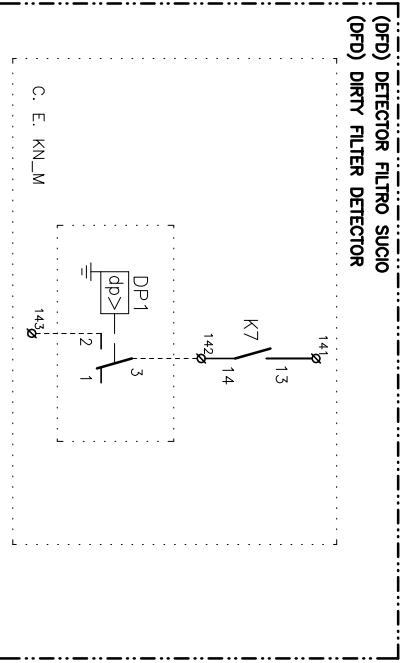 (DFD) DETECTOR FILTRO SUCIO
(DFD) DIRTY FILTER DETECTOR
141
13
K7
14
142
DP1
dp>
3
2
1
143
C. E. KN_M